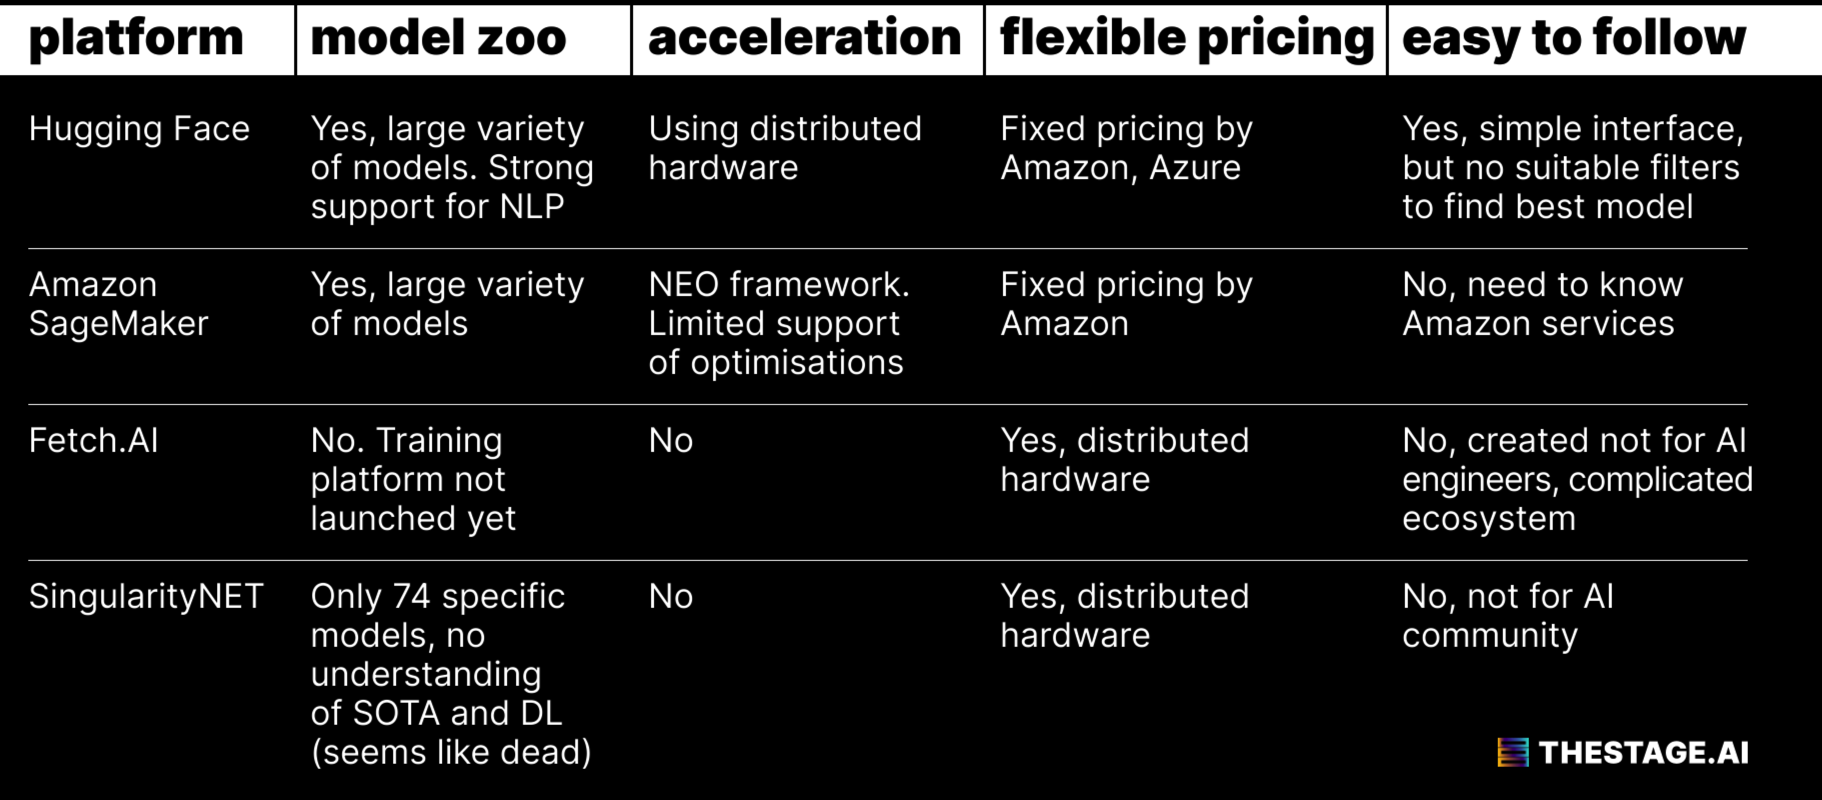 platform
model zoo
acceleration
flexible pricing
easy to follow
Hugging Face
Yes, large variety
of models. Strong
support for NLP
Using distributed
hardware
Fixed pricing by
Amazon, Azure
Yes, simple interface,
but no suitable filters
to find best model
Amazon
SageMaker
Yes, large variety
of models
NEO framework.
Limited support
of optimisations
Fixed pricing by
Amazon
No, need to know
Amazon services
Fetch.AI
No. Training
platform not
launched yet
No
Yes, distributed
hardware
No, created not for AI
engineers, complicated
ecosystem
SingularityNET
Only 74 specific
models, no
understanding
of SOTA and DL
(seems like dead)
No
Yes, distributed
hardware
No, not for AI
community
THESTAGE.AI